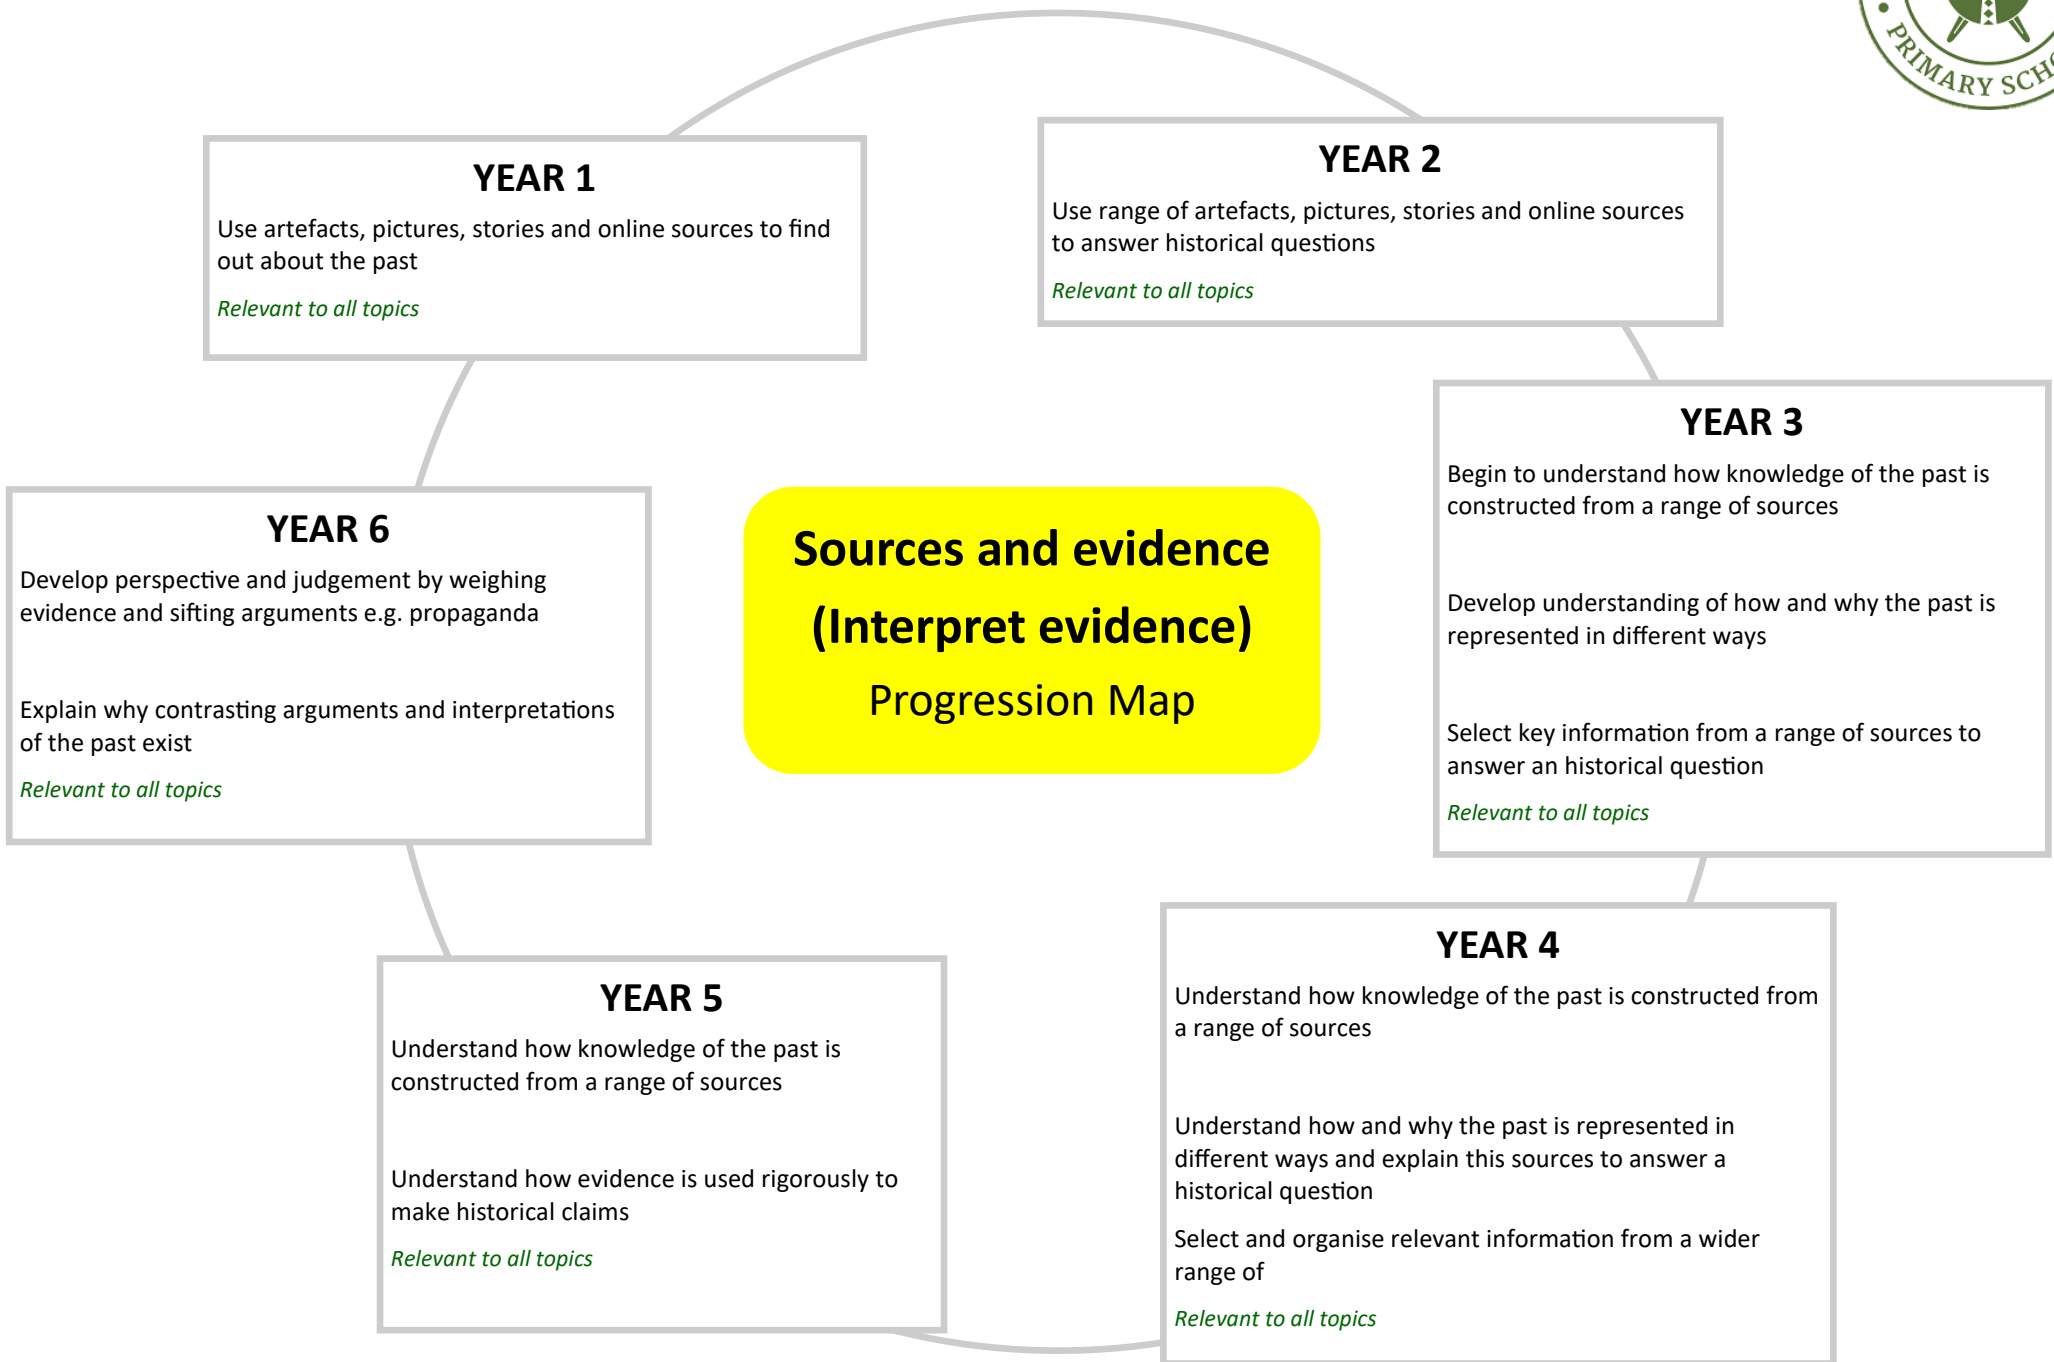 PRIMARY
YEAR 1
Use artefacts, pictures, stories and online sources to find
out about the past
Relevant to all topics
YEAR 2
Use range of artefacts, pictures, stories and online sources
to answer historical questions
Relevant to all topics
YEAR 3
Begin to understand how knowledge of the past is
constructed from a range of sources
Develop understanding of how and why the past is
represented in different ways
Select key information from a range of sources to
answer an historical question
Relevant to all topics
YEAR 4
Understand how knowledge of the past is constructed from
a range of sources
Understand how and why the past is represented in
different ways and explain this sources to answer a
historical question
Select and organise relevant information from a wider
range of
Relevant to all topics
YEAR 5
Understand how knowledge of the past is
constructed from a range of sources
Understand how evidence is used rigorously to
make historical claims
Relevant to all topics
YEAR 6
Develop perspective and judgement by weighing
evidence and sifting arguments e.g. propaganda
Explain why contrasting arguments and interpretations
of the past exist
Relevant to all topics
Sources and evidence
(Interpret evidence)
Progression Map